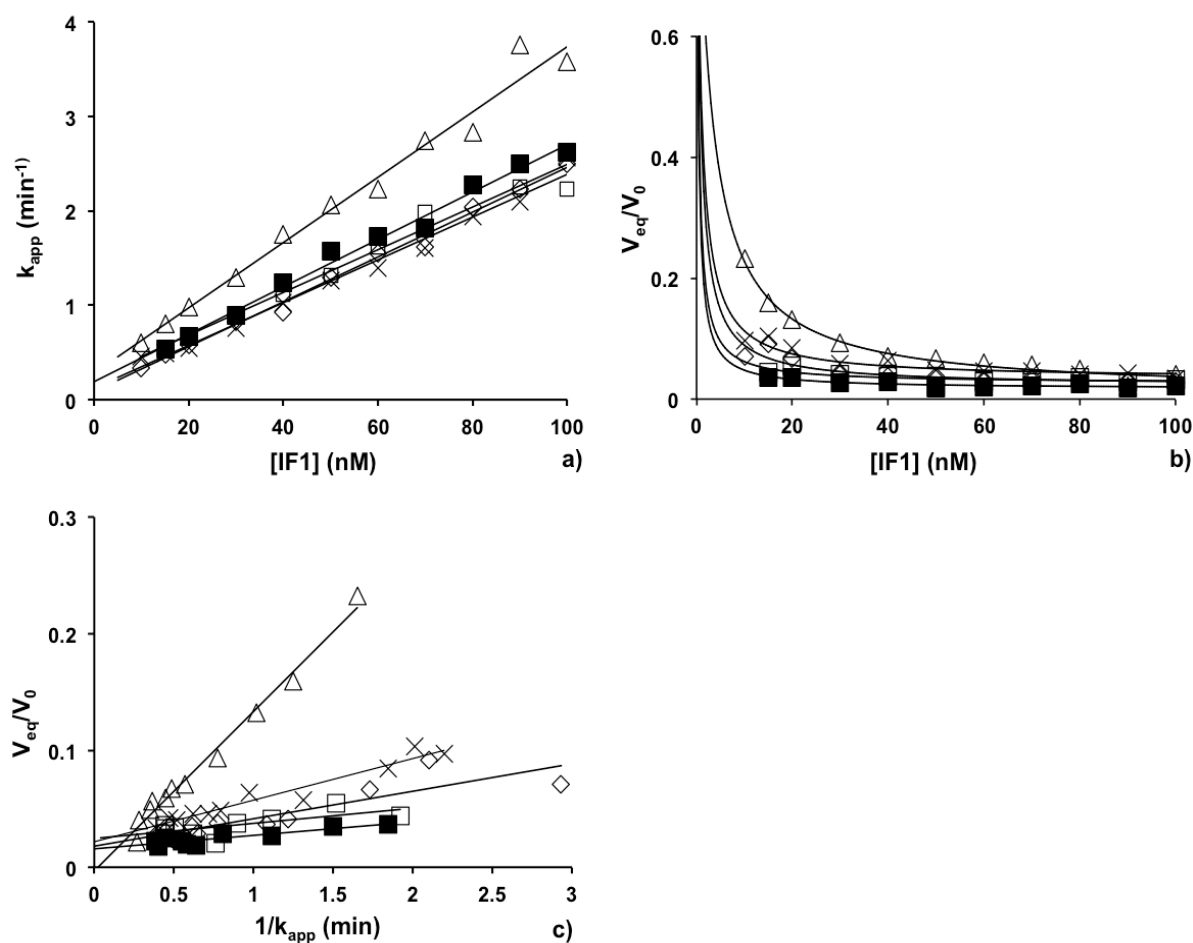 4
3
2
1
0
k_app (min⁻¹)
0 20 40 60 80 100
[IF1] (nM)
a)
0.6
0.4
0.2
0
V_eq/V_0
0 20 40 60 80 100
[IF1] (nM)
b)
0.3
0.2
0.1
0
V_eq/V_0
0 0.5 1 1.5 2 2.5 3
1/k_app (min)
c)